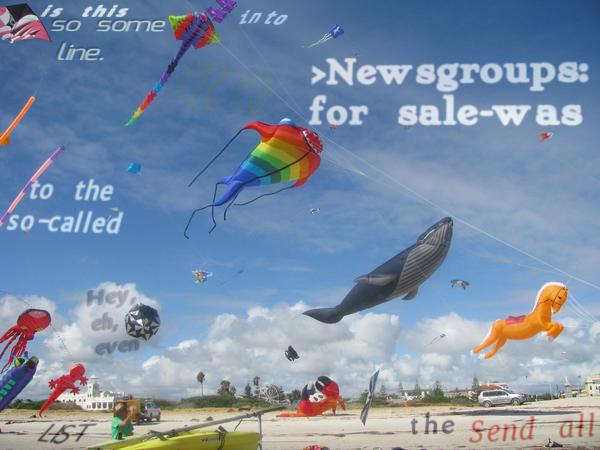 is this
so some
line.
into
>Newsgroups:
for sale-was
to the
so-called
Hey,
eh,
even
LIST
the Send all